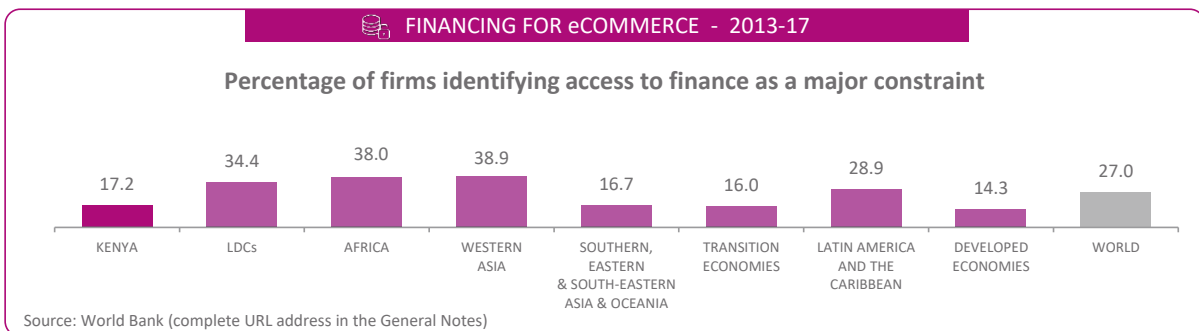 FINANCING FOR eCOMMERCE - 2013-17
Percentage of firms identifying access to finance as a major constraint
17.2
34.4
38.0
38.9
16.7
16.0
28.9
14.3
27.0
KENYA
LDCs
AFRICA
WESTERN
ASIA
SOUTHERN,
EASTERN
& SOUTH-EASTERN
ASIA & OCEANIA
TRANSITION
ECONOMIES
LATIN AMERICA
AND THE
CARIBBEAN
DEVELOPED
ECONOMIES
WORLD
Source: World Bank (complete URL address in the General Notes)